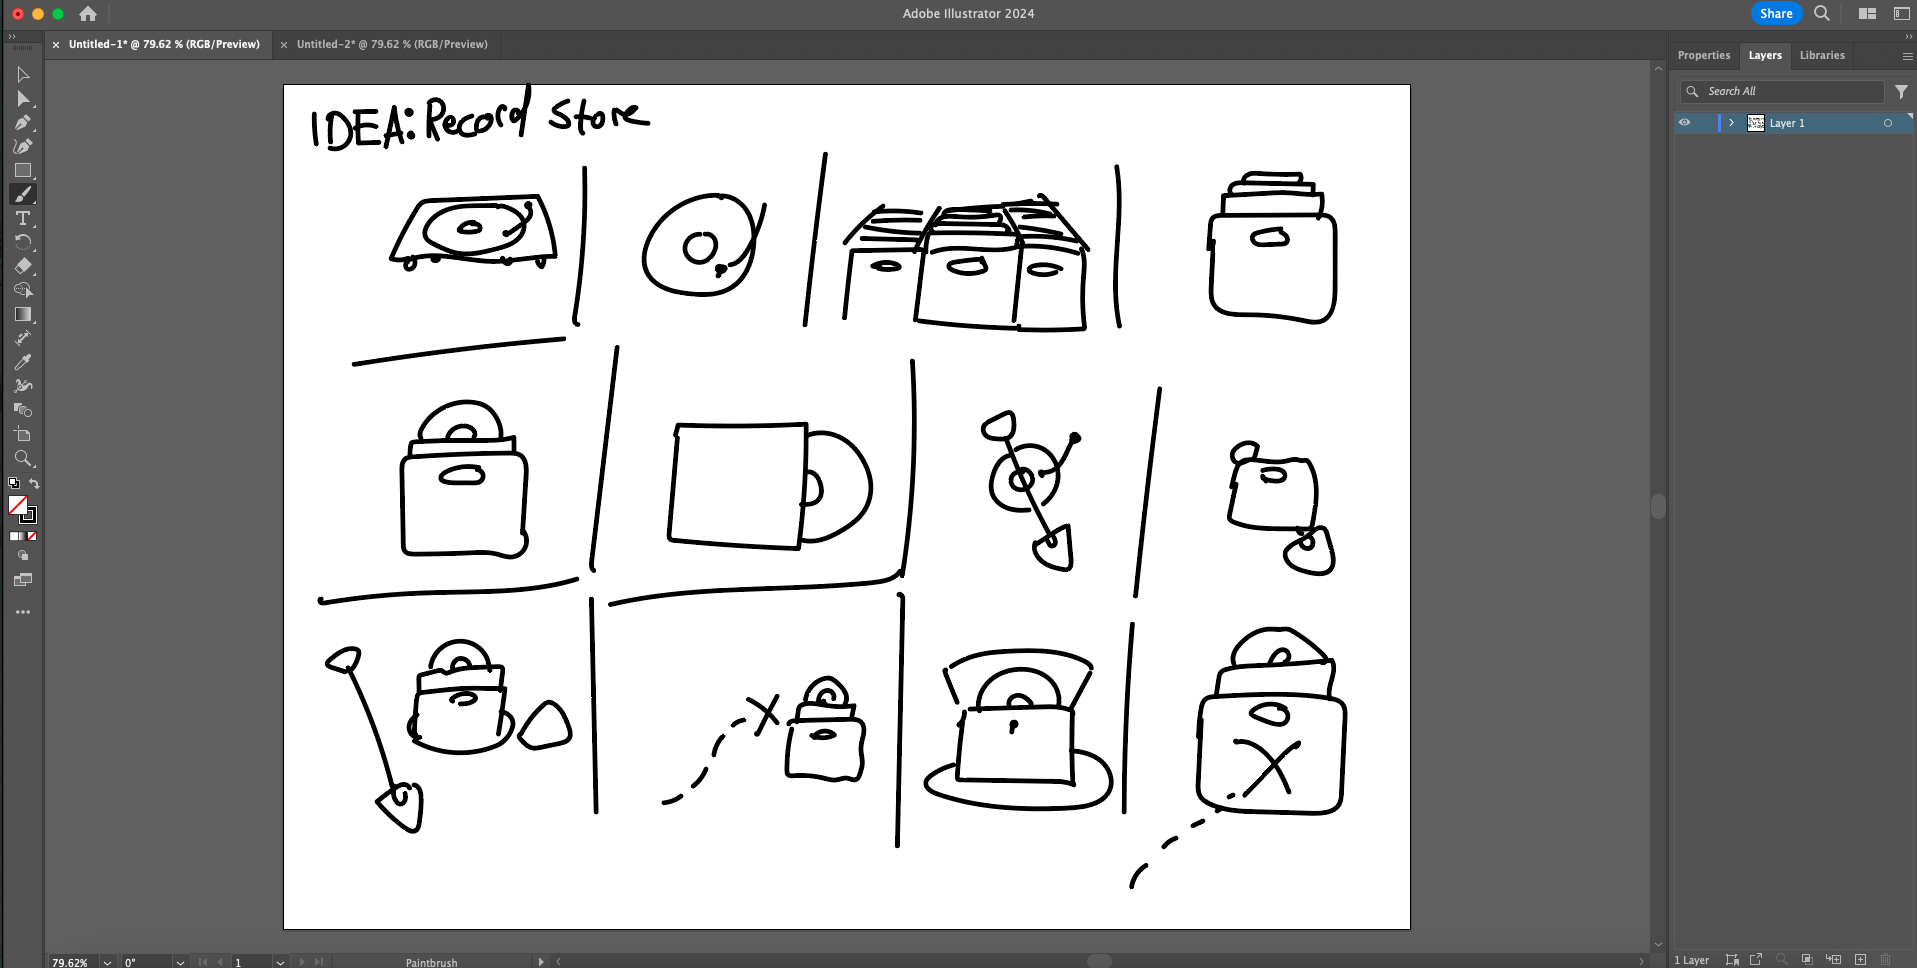 Adobe Illustrator 2024
Share
Untitled-1* @ 79.62 % (RGB/Preview)
Untitled-2* @ 79.62 % (RGB/Preview)
Properties
Layers
Libraries
Search All
Layer 1
IDEA: Record Store
79.62%
0°
1
Paintbrush
1 Layer